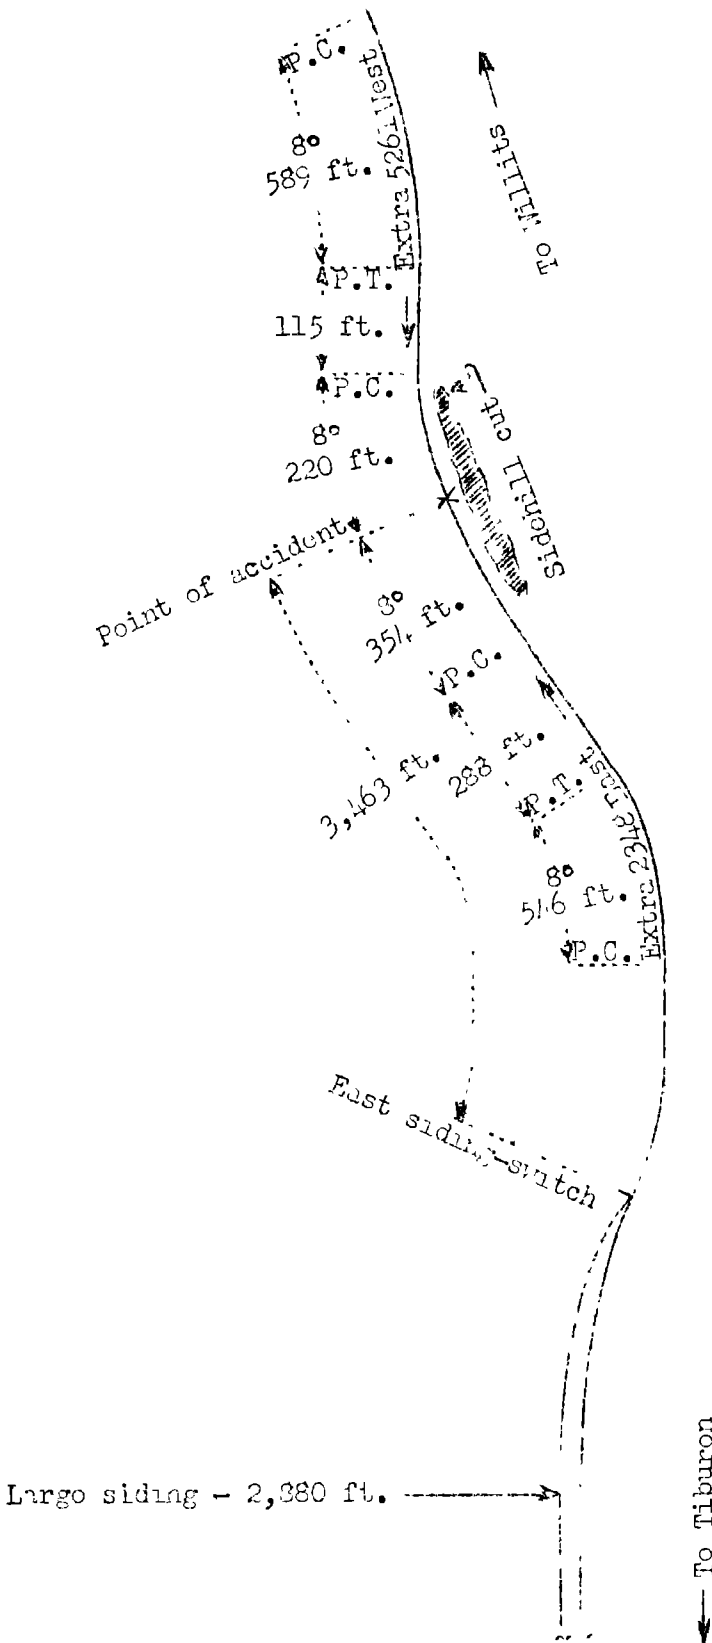 P.C.
8°
589 ft.
Extra 5261 West
To Willits
P.T.
115 ft.
P.C.
8°
220 ft.
Sidehill cut
Point of accident
8°
354 ft.
P.C.
288 ft.
3,463 ft.
P.T.
Extra 2348 East
8°
546 ft.
P.C.
East siding-switch
Largo siding - 2,880 ft.
To Tiburon